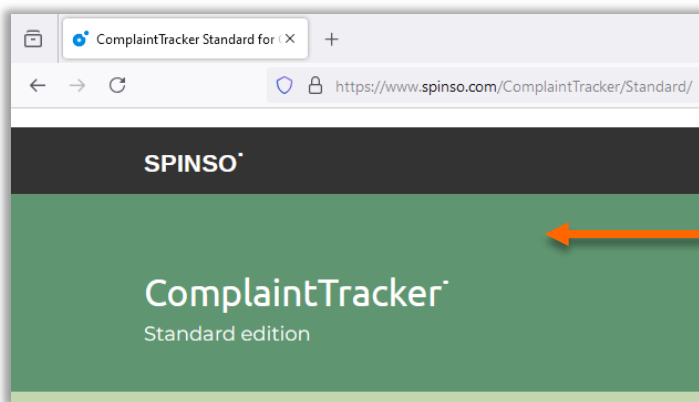 ComplaintTracker Standard for
https://www.spinso.com/ComplaintTracker/Standard/
SPINSO
ComplaintTracker
Standard edition